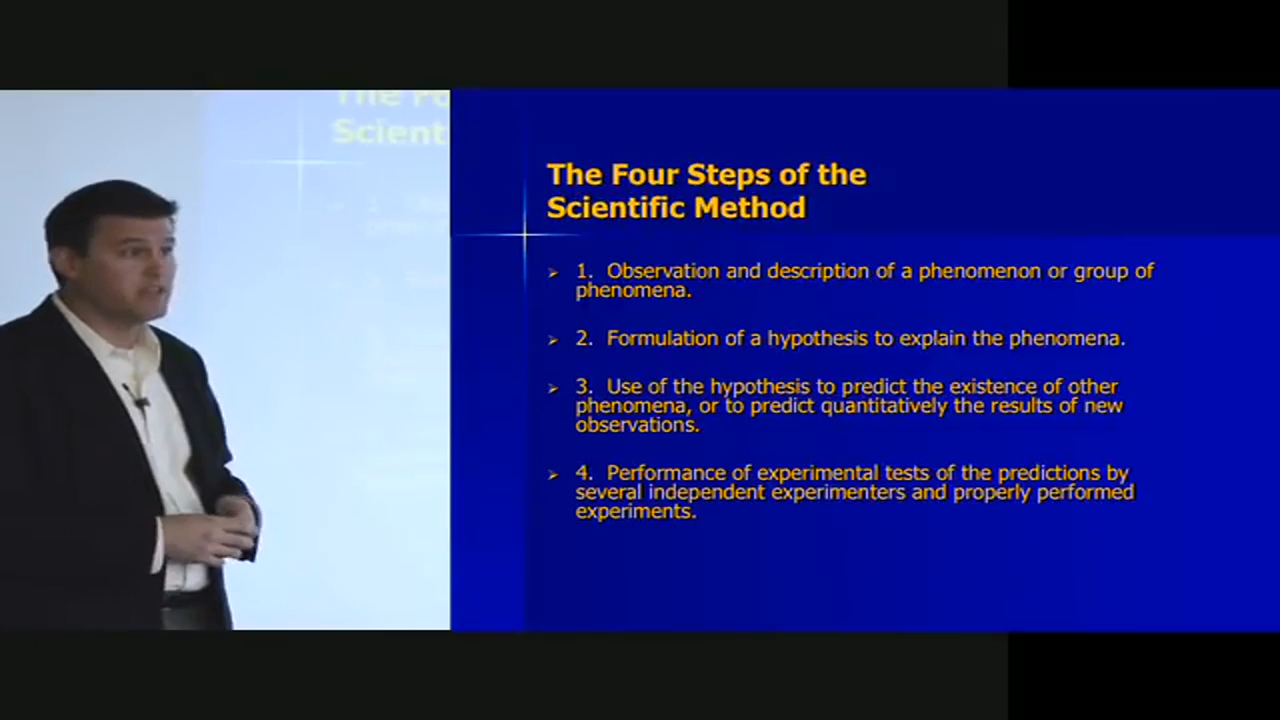 The Po
Scient
The Four Steps of the
Scientific Method
1. Observation and description of a phenomenon or group of
phenomena.
2. Formulation of a hypothesis to explain the phenomena.
3. Use of the hypothesis to predict the existence of other
phenomena, or to predict quantitatively the results of new
observations.
4. Performance of experimental tests of the predictions by
several independent experimenters and properly performed
experiments.